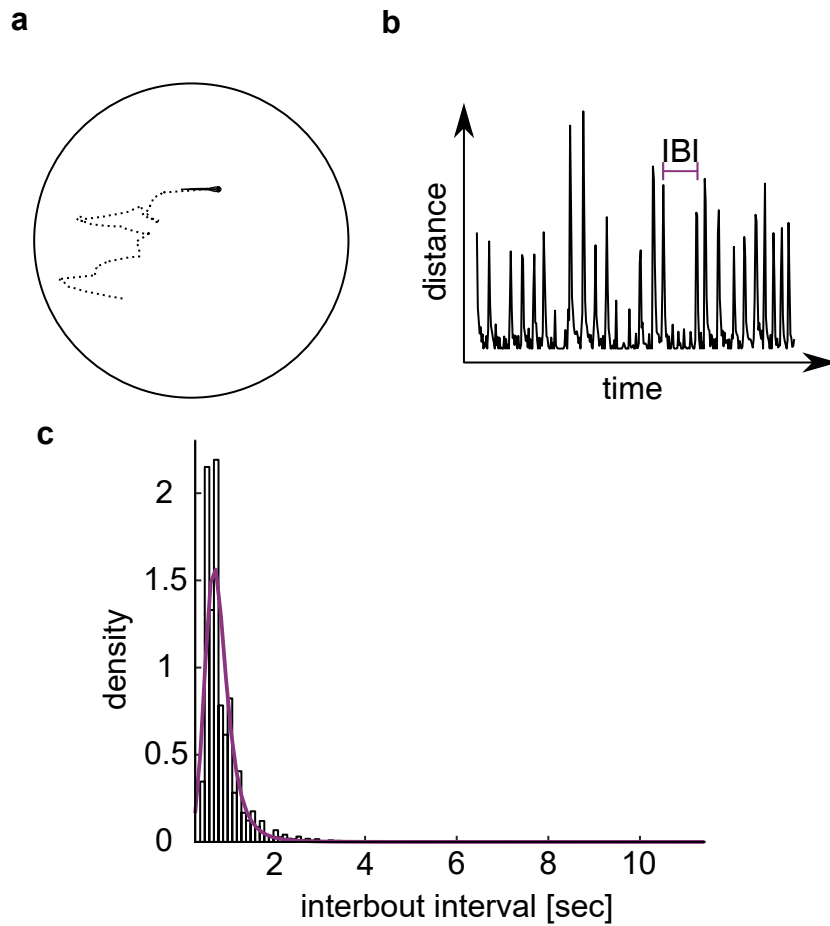 a
b
IBI
distance
time
c
2
1.5
1
0.5
0
density
2 4 6 8 10
interbout interval [sec]